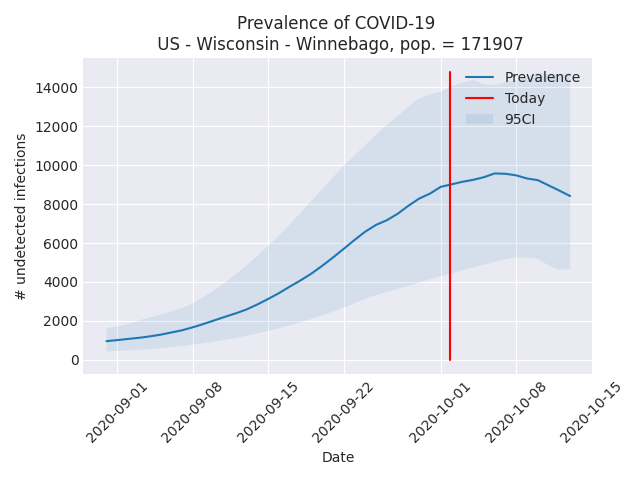 Prevalence of COVID-19
US - Wisconsin - Winnebago, pop. = 171907
# undetected infections
14000
12000
10000
8000
6000
4000
2000
0
Prevalence
Today
95CI
2020-09-01
2020-09-08
2020-09-15
2020-09-22
2020-10-01
2020-10-08
2020-10-15
Date